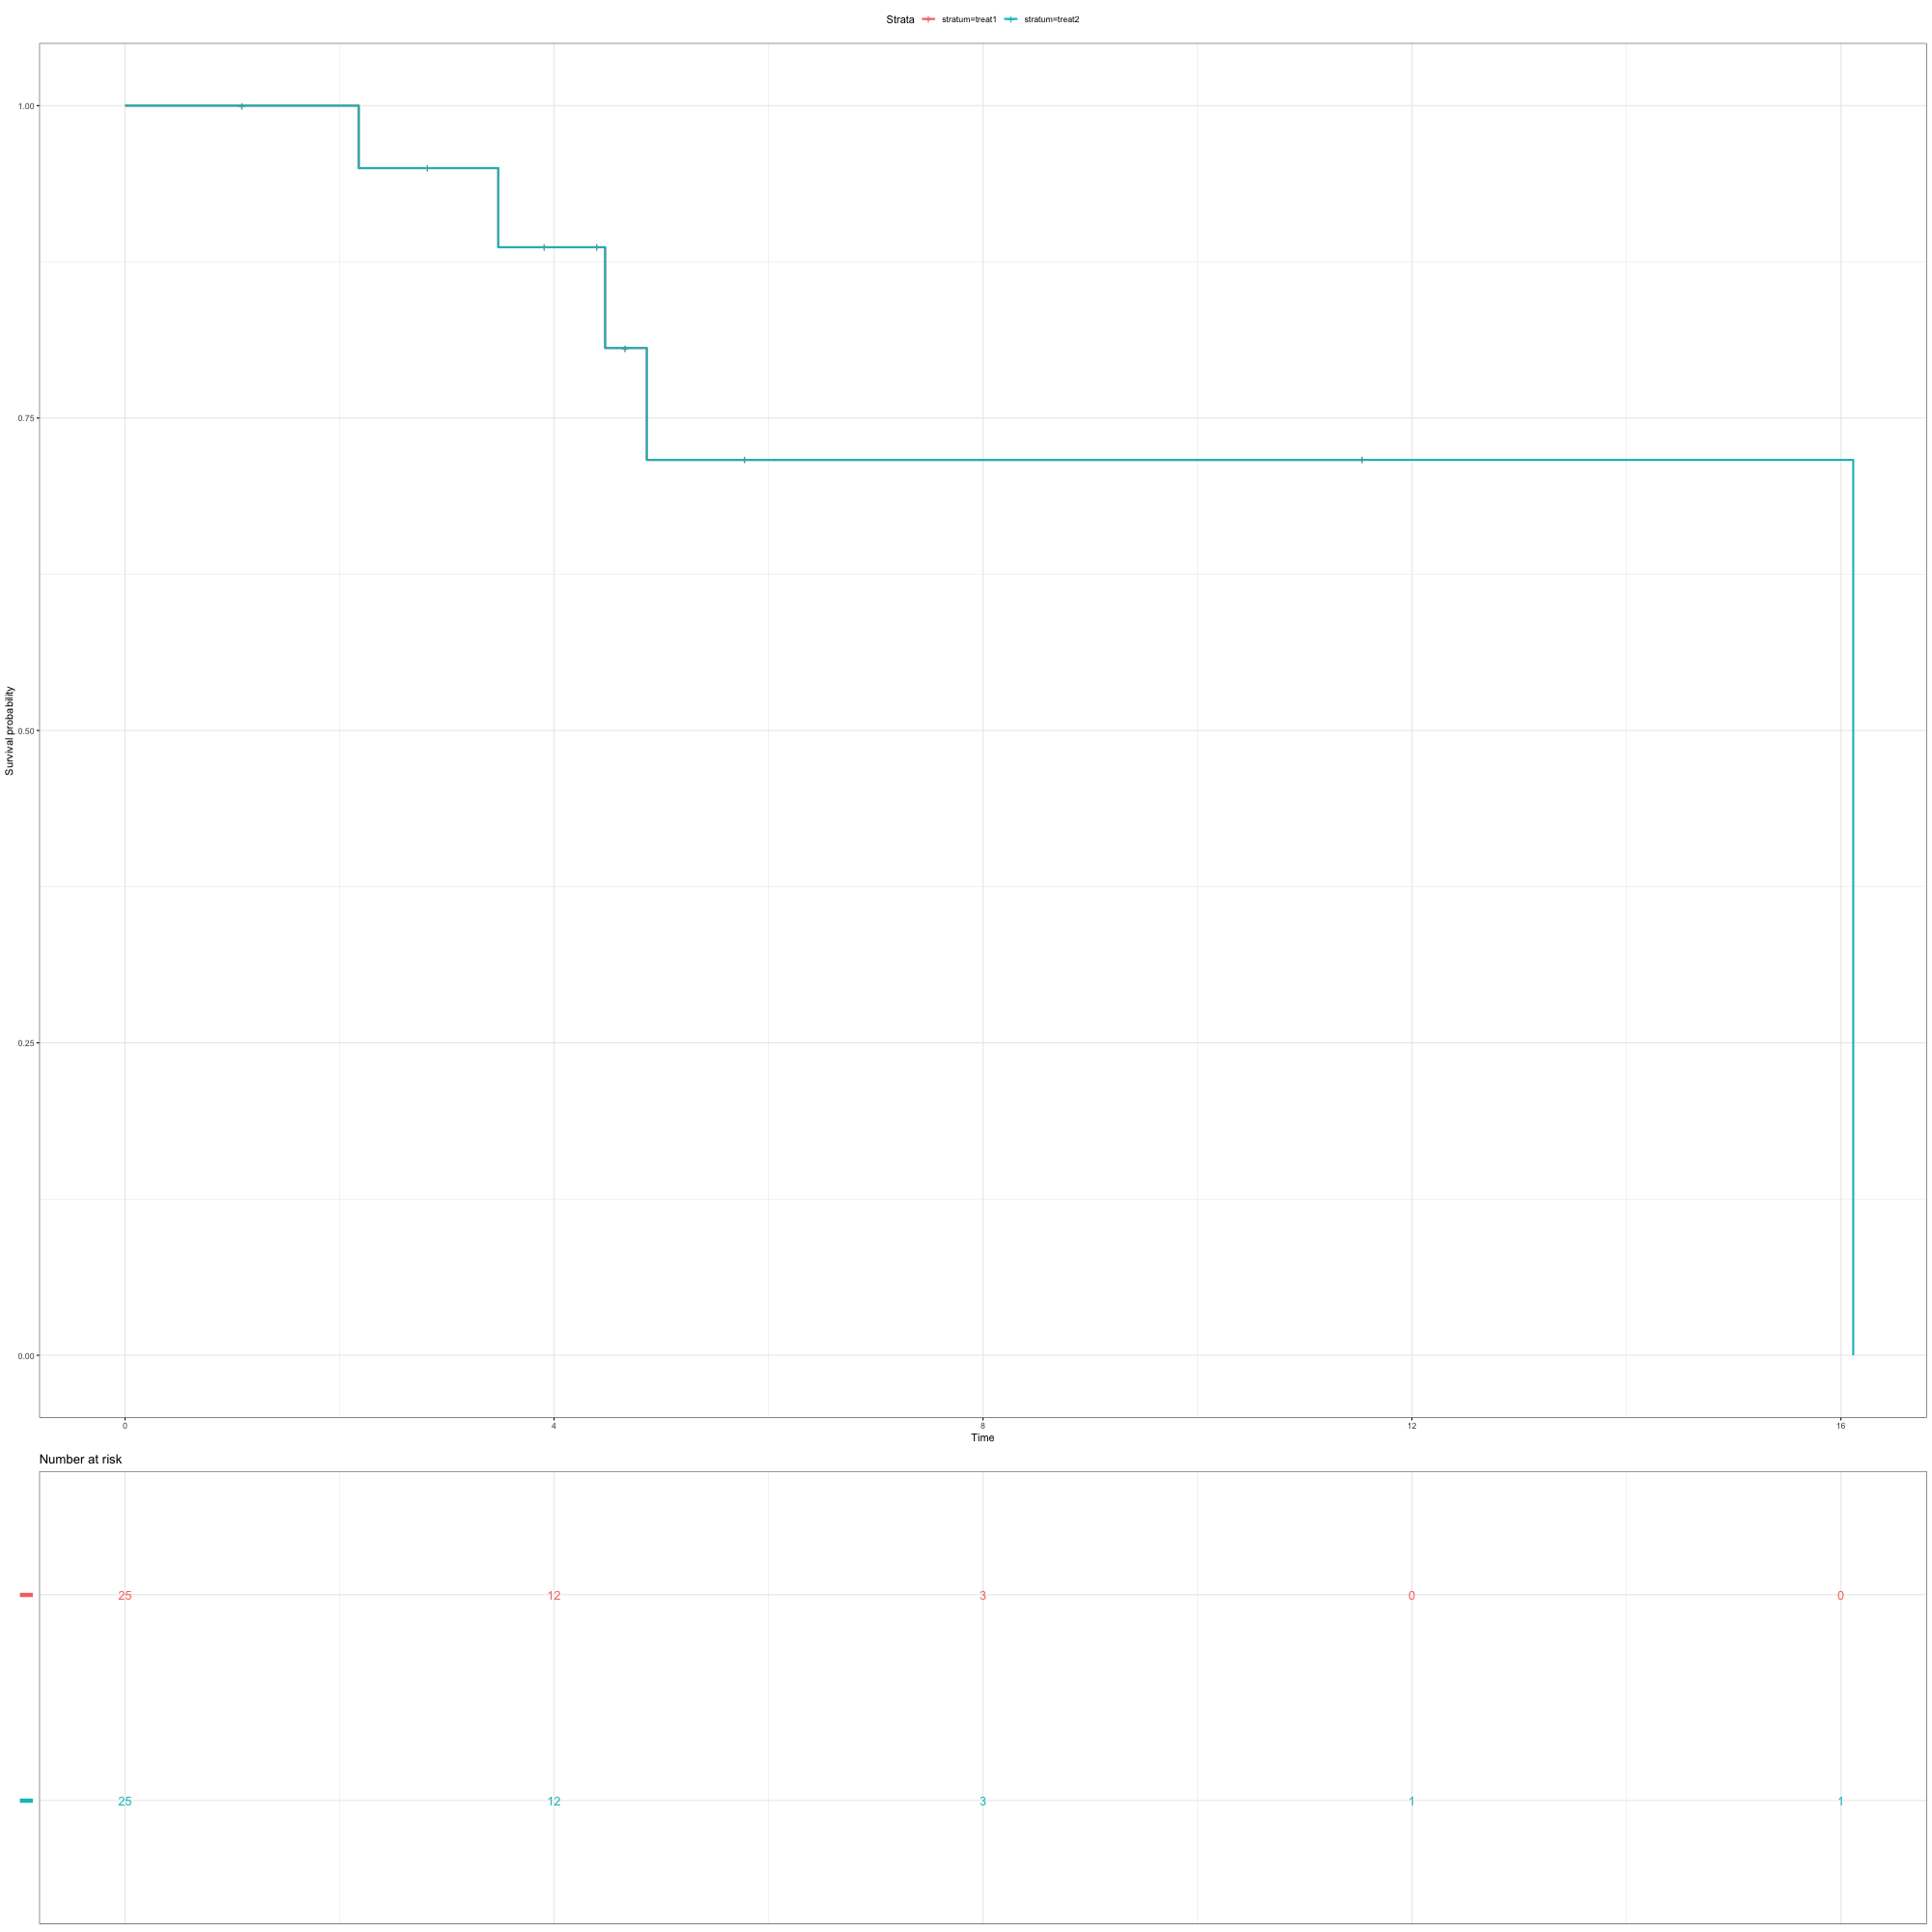 Strata stratum=treat1 stratum=treat2
1.00
0.75
0.50
0.25
0.00
Survival probability
0 4 8 12 16
Time
Number at risk
25 12 3 0 0
25 12 3 1 1